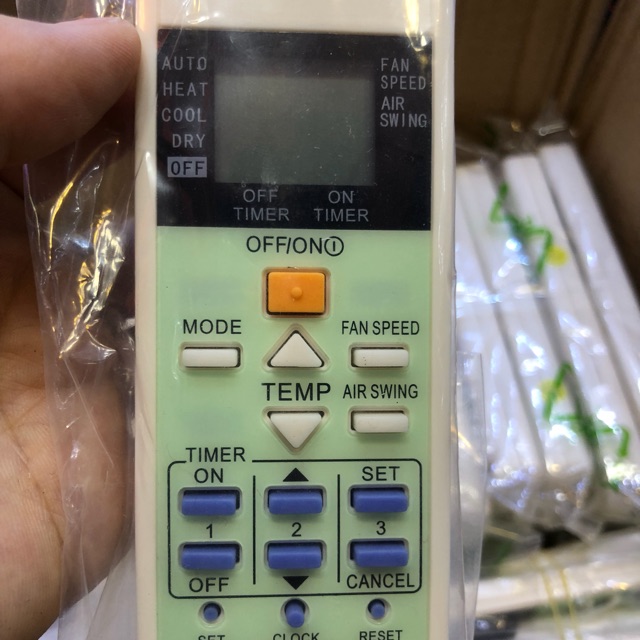 AUTO
HEAT
COOL
DRY
OFF
FAN
SPEED
AIR
SWING
OFF
TIMER
ON
TIMER
OFF/ON
MODE
FAN SPEED
TEMP
AIR SWING
TIMER
ON
SET
1
2
3
OFF
CANCEL
SET
CLOCK
RESET